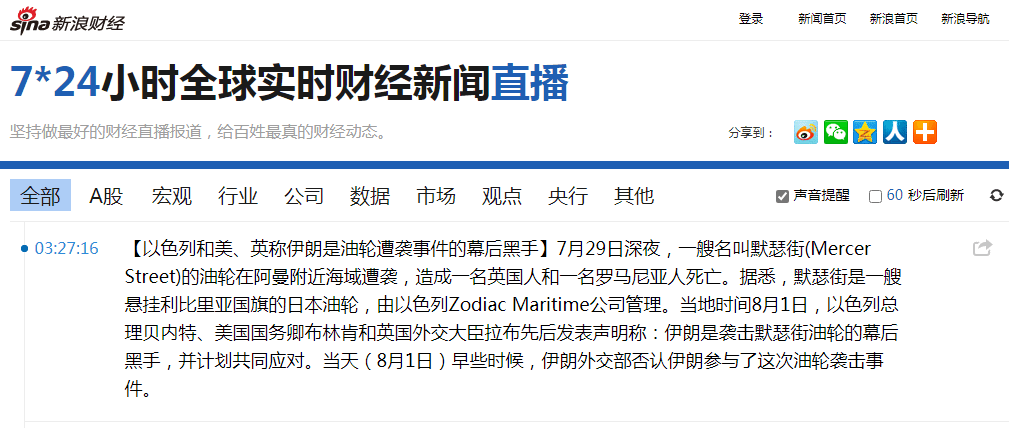 sina新浪财经
登录 新闻首页 新浪首页 新浪导航
7*24小时全球实时财经新闻直播
坚持做最好的财经直播报道，给百姓最真的财经动态。
分享到：
全部 A股 宏观 行业 公司 数据 市场 观点 央行 其他
声音提醒 60 秒后刷新
03:27:16
【以色列和美、英称伊朗是油轮遭袭事件的幕后黑手】7月29日深夜，一艘名叫默瑟街(Mercer
Street)的油轮在阿曼附近海域遭袭，造成一名英国人和一名罗马尼亚人死亡。据悉，默瑟街是一艘
悬挂利比里亚国旗的日本油轮，由以色列Zodiac Maritime公司管理。当地时间8月1日，以色列总
理贝内特、美国国务卿布林肯和英国外交大臣拉布先后发表声明称：伊朗是袭击默瑟街油轮的幕后
黑手，并计划共同应对。当天（8月1日）早些时候，伊朗外交部否认伊朗参与了这次油轮袭击事
件。